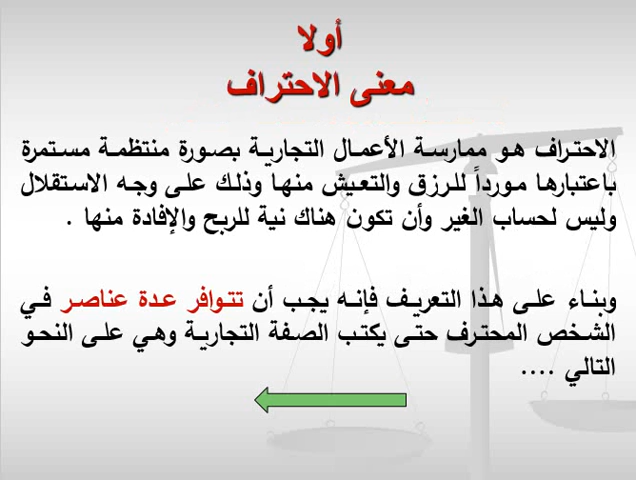 أولا
معنى الاحتراف
الاحتراف هو ممارسة الأعمال التجارية بصورة منتظمة مستمرة
باعتبارها مورداً للرزق والتعيش منها وذلك على وجه الاستقلال
وليس لحساب الغير وأن تكون هناك نية للربح والإفادة منها .
وبناء على هذا التعريف فإنه يجب أن تتوافر عدة عناصر في
الشخص المحترف حتى يكتب الصفة التجارية وهي على النحو
التالي ....